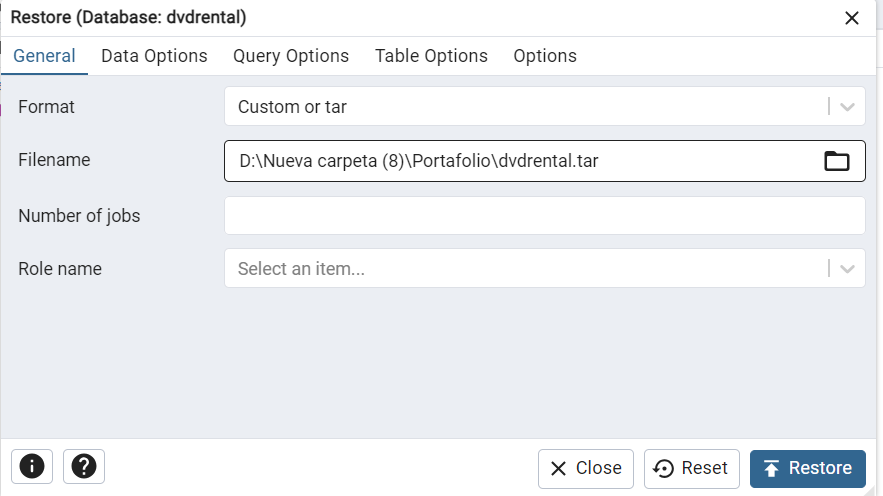 Restore (Database: dvdrental)
General Data Options Query Options Table Options Options
Format Custom or tar
Filename D:\Nueva carpeta (8)\Portafolio\dvdrental.tar
Number of jobs
Role name Select an item...
Close Reset Restore